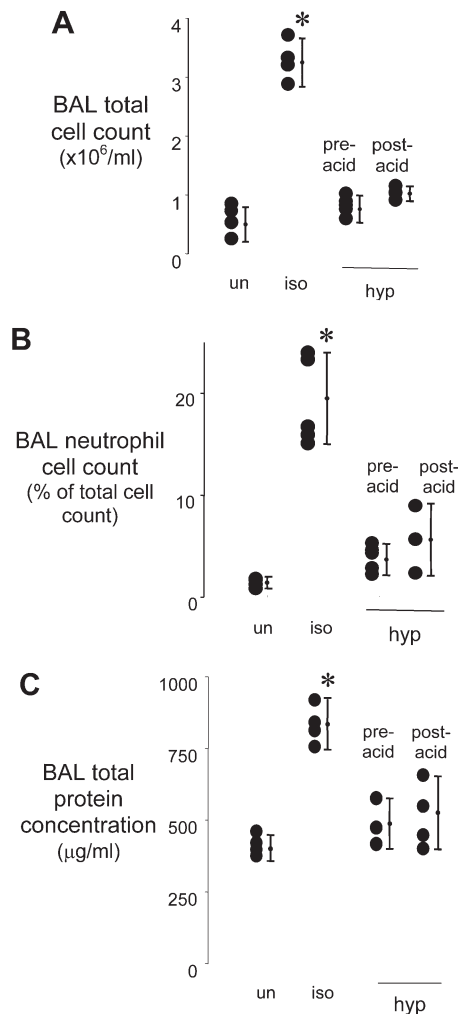 A
BAL total
cell count
(x10⁶/ml)
4
3
2
1
0
*
pre-
acid
post-
acid
un
iso
hyp
B
BAL neutrophil
cell count
(% of total cell
count)
20
10
0
*
pre-
acid
post-
acid
un
iso
hyp
C
BAL total
protein
concentration
(μg/ml)
1000
750
500
250
0
*
pre-
acid
post-
acid
un
iso
hyp